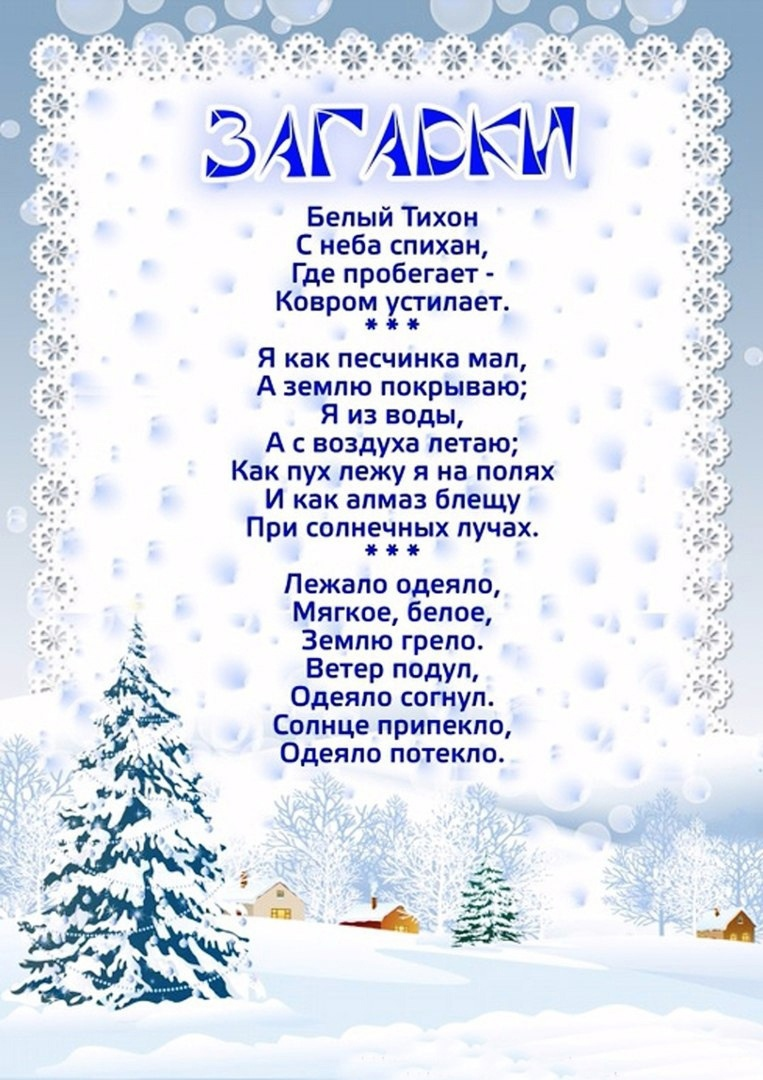 ЗАГАДКИ
Белый Тихон
С неба спихан,
Где пробегает -
Ковром устилает.
* * *
Я как песчинка мал,
А землю покрываю;
Я из воды,
А с воздуха летаю;
Как пух лежу я на полях
И как алмаз блещу
При солнечных лучах.
* * *
Лежало одеяло,
Мягкое, белое,
Землю грело.
Ветер подул,
Одеяло согнул.
Солнце припекло,
Одеяло потекло.